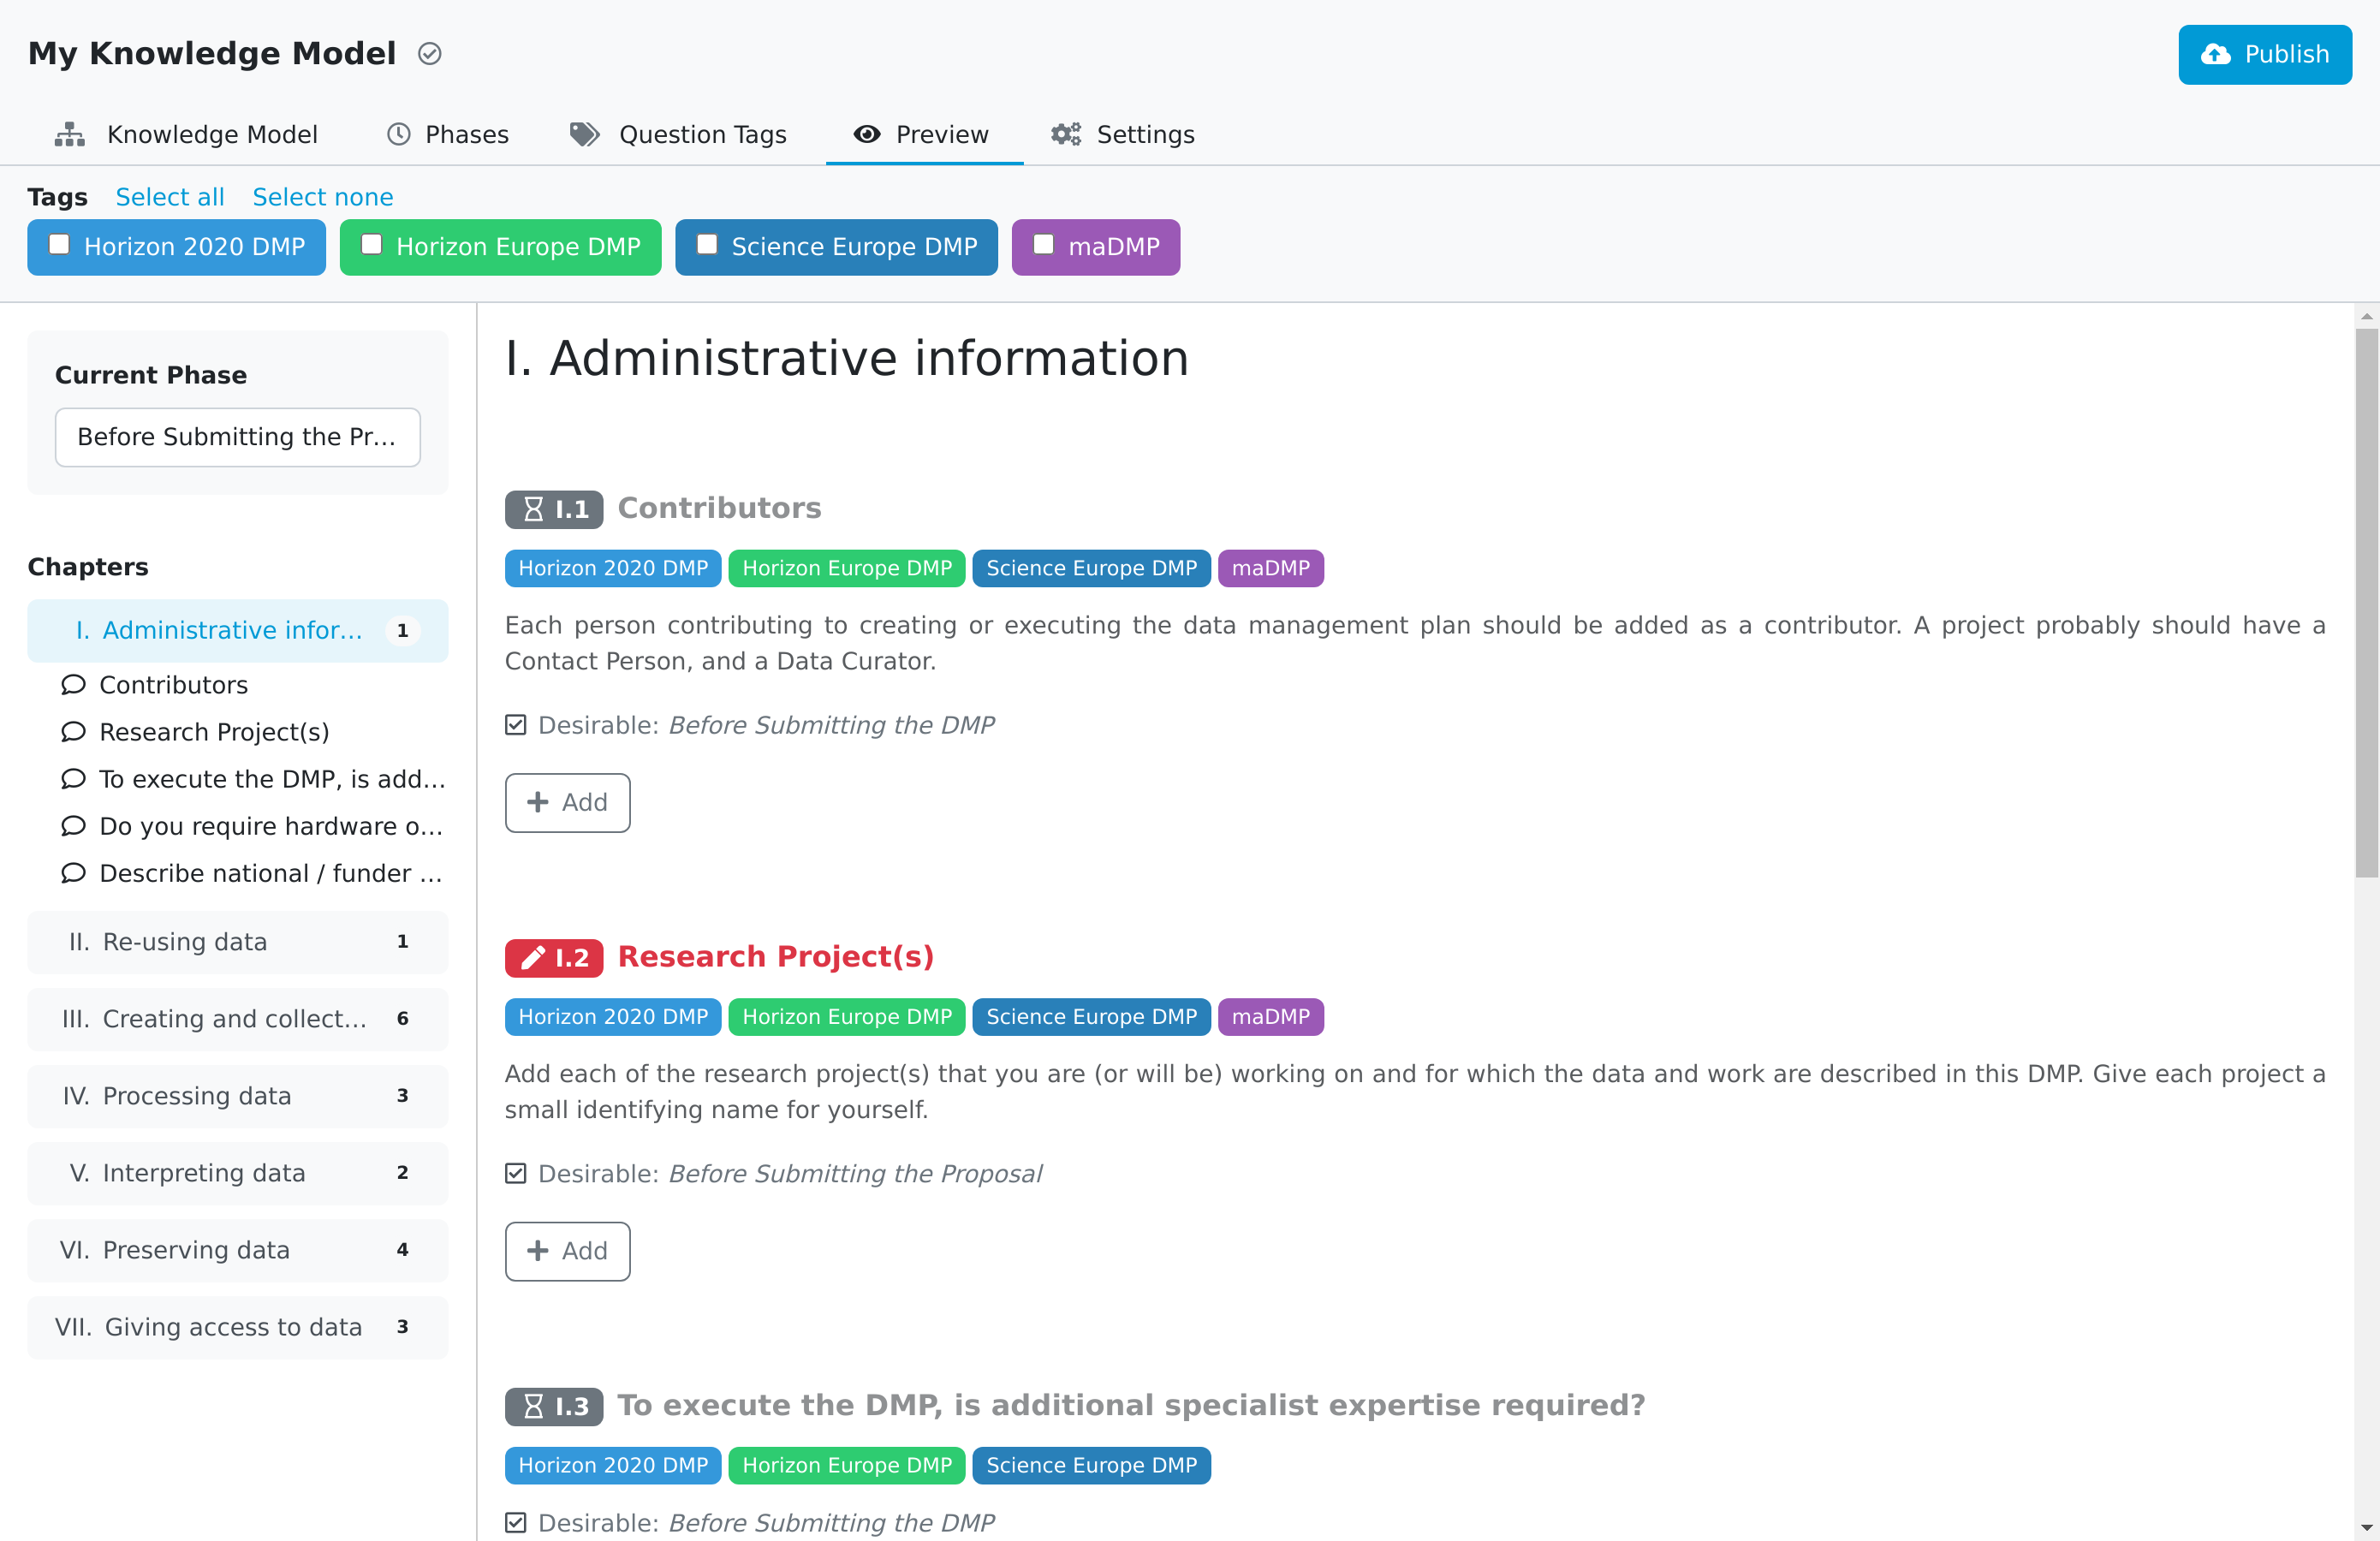 My Knowledge Model
Publish
Knowledge Model Phases Question Tags Preview Settings
Tags Select all Select none
Horizon 2020 DMP Horizon Europe DMP Science Europe DMP maDMP
Current Phase
Before Submitting the Pr...
Chapters
I. Administrative infor... 1
Contributors
Research Project(s)
To execute the DMP, is add...
Do you require hardware o...
Describe national / funder ...
II. Re-using data 1
III. Creating and collect... 6
IV. Processing data 3
V. Interpreting data 2
VI. Preserving data 4
VII. Giving access to data 3
I. Administrative information
I.1 Contributors
Horizon 2020 DMP Horizon Europe DMP Science Europe DMP maDMP
Each person contributing to creating or executing the data management plan should be added as a contributor. A project probably should have a
Contact Person, and a Data Curator.
Desirable: Before Submitting the DMP
Add
I.2 Research Project(s)
Horizon 2020 DMP Horizon Europe DMP Science Europe DMP maDMP
Add each of the research project(s) that you are (or will be) working on and for which the data and work are described in this DMP. Give each project a
small identifying name for yourself.
Desirable: Before Submitting the Proposal
Add
I.3 To execute the DMP, is additional specialist expertise required?
Horizon 2020 DMP Horizon Europe DMP Science Europe DMP
Desirable: Before Submitting the DMP